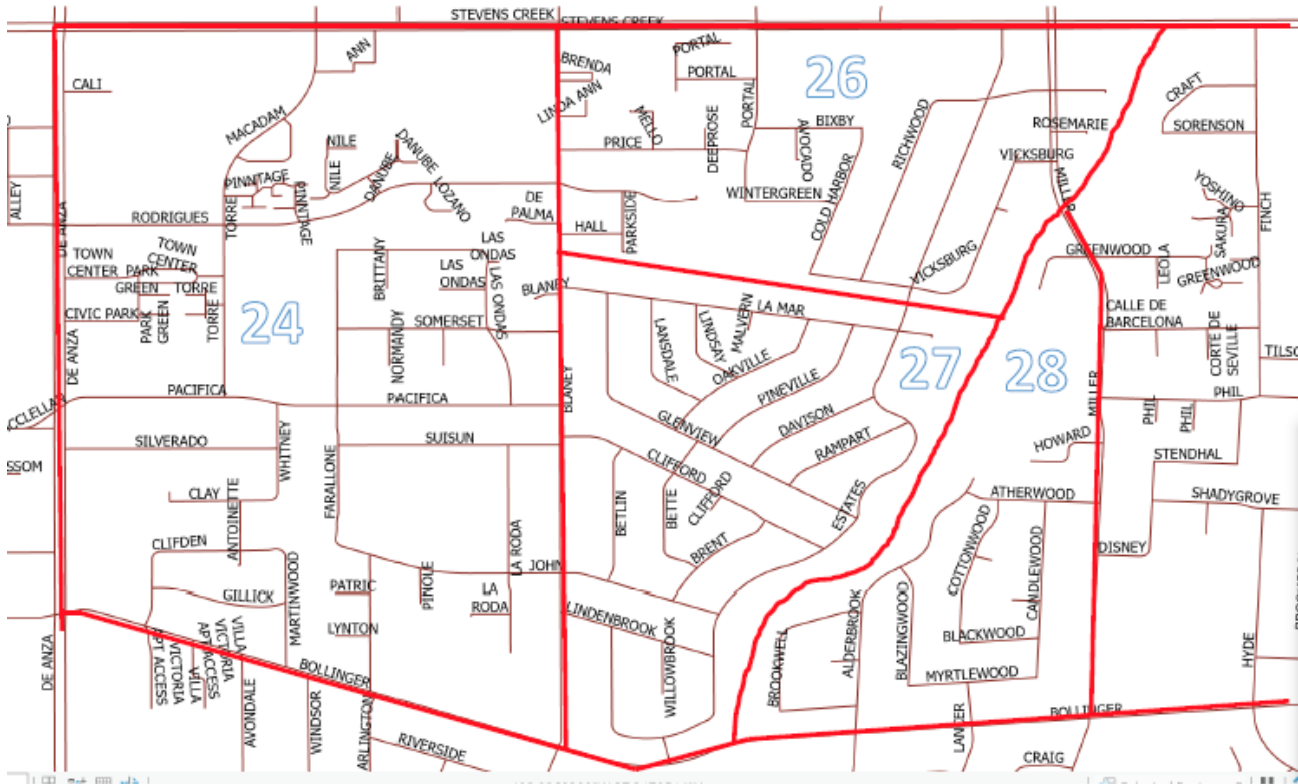 STEVENS CREEK
STEVENS CREEK
ANN
CALI
MACADAM
BRENDA
LINDA ANN
PORTAL
PORTAL
PORTAL
26
MELLO
PRICE
DEEPROSE
BIXBY
AVOCADO
RICHWOOD
ROSEMARIE
CRAFT
SORENSON
VICKSBURG
ALLEY
NILE
NILE
DANUBE
DANUBE
LOZANO
PINNTAGE
PINNTAGE
TORRE
RODRIGUES
DE ANZA
DE
PALMA
WINTERGREEN
COLD HARBOR
HALL
PARKSIDE
MILLER
YOSHINO
SAKURA
FINCH
TOWN
CENTER PARK
TOWN
CENTER
GREEN
TORRE
CIVIC PARK
PARK
GREEN
TORRE
24
BRITTANY
LAS
ONDAS
LAS
ONDAS
LAS ONDAS
SOMERSET
NORMANDY
BLANEY
VICKSBURG
GREENWOOD
LEOLA
GREENWOOD
LA MAR
LANSDALE
LINDSAY
MALVERN
OAKVILLE
PINEVILLE
27
28
CALLE DE
BARCELONA
CORTE DE
SEVILLE
DE ANZA
PACIFICA
PACIFICA
BLANEY
MILLER
PHIL
PHIL
PHIL
SILVERADO
WHITNEY
SUISUN
GLENVIEW
DAVISON
RAMPART
HOWARD
STENDHAL
CLIFFORD
CLIFFORD
CLAY
ANTOINETTE
FARALLONE
BETLIN
BETTE
ESTATES
ATHERWOOD
SHADYGROVE
CLIFDEN
BRENT
COTTONWOOD
CANDLEWOOD
DISNEY
GILLICK
MARTINWOOD
PATRIC
PINOLE
LA RODA
LA
RODA
LYNTON
LINDENBROOK
WILLOWBROOK
BROOKWELL
ALDERBROOK
BLAZINGWOOD
BLACKWOOD
MYRTLEWOOD
HYDE
DE ANZA
APT ACCESS
VICTORIA
VILLA
APT ACCESS
VICTORIA
VILLA
AVONDALE
BOLLINGER
WINDSOR
ARLINGTON
RIVERSIDE
BOLLINGER
CRAIG